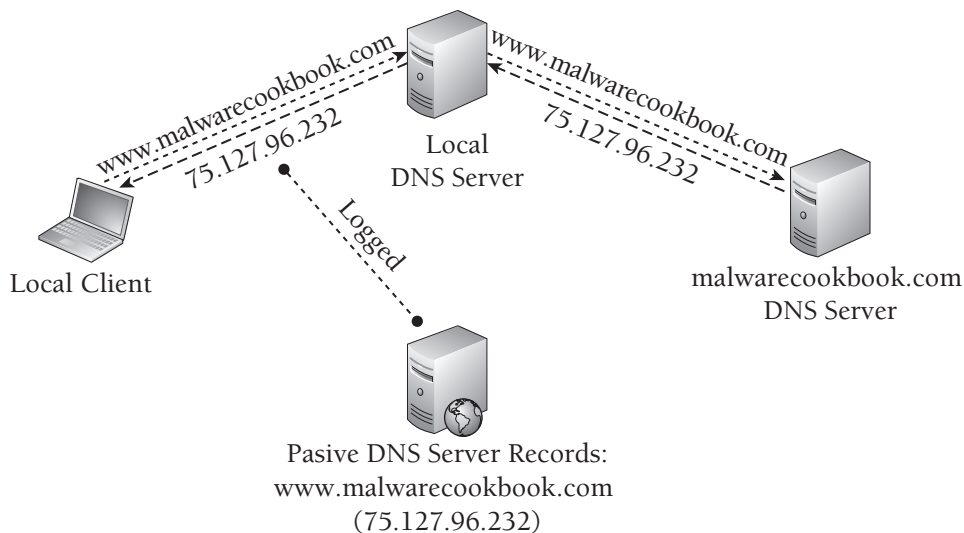 www.malwarecookbook.com
75.127.96.232
Local
DNS Server
www.malwarecookbook.com
75.127.96.232
Local Client
Logged
malwarecookbook.com
DNS Server
Pasive DNS Server Records:
www.malwarecookbook.com
(75.127.96.232)